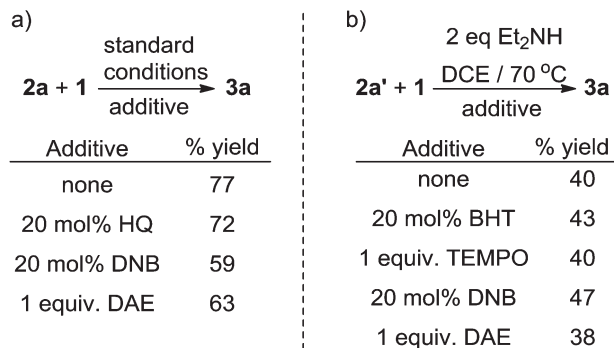 a)
standard
conditions
2a + 1 3a
additive
Additive % yield
none 77
20 mol% HQ 72
20 mol% DNB 59
1 equiv. DAE 63
b)
2 eq Et₂NH
DCE / 70 °C
2a' + 1 3a
additive
Additive % yield
none 40
20 mol% BHT 43
1 equiv. TEMPO 40
20 mol% DNB 47
1 equiv. DAE 38